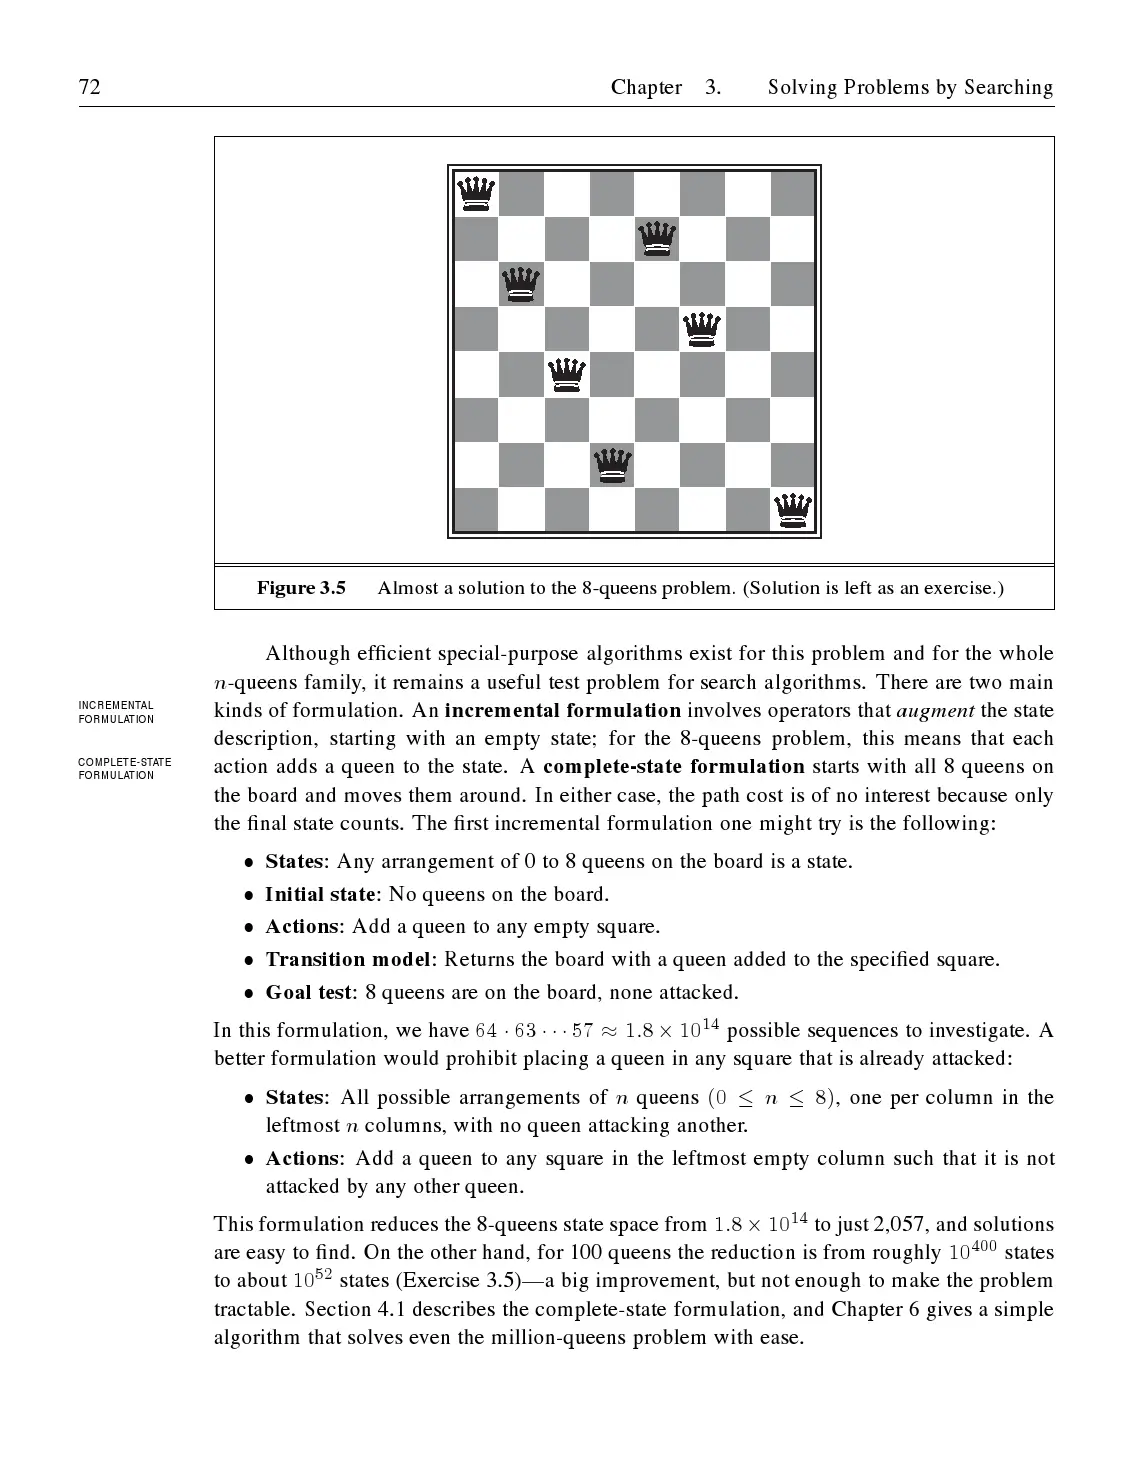 72 Chapter 3. Solving Problems by Searching
Figure 3.5 Almost a solution to the 8-queens problem. (Solution is left as an exercise.)
Although efficient special-purpose algorithms exist for this problem and for the whole
n-queens family, it remains a useful test problem for search algorithms. There are two main
INCREMENTAL
FORMULATION
kinds of formulation. An incremental formulation involves operators that augment the state
description, starting with an empty state; for the 8-queens problem, this means that each
COMPLETE-STATE
FORMULATION
action adds a queen to the state. A complete-state formulation starts with all 8 queens on
the board and moves them around. In either case, the path cost is of no interest because only
the final state counts. The first incremental formulation one might try is the following:
• States: Any arrangement of 0 to 8 queens on the board is a state.
• Initial state: No queens on the board.
• Actions: Add a queen to any empty square.
• Transition model: Returns the board with a queen added to the specified square.
• Goal test: 8 queens are on the board, none attacked.
In this formulation, we have 64 · 63 · · · 57 ≈ 1.8 × 10^14 possible sequences to investigate. A
better formulation would prohibit placing a queen in any square that is already attacked:
• States: All possible arrangements of n queens (0 ≤ n ≤ 8), one per column in the
leftmost n columns, with no queen attacking another.
• Actions: Add a queen to any square in the leftmost empty column such that it is not
attacked by any other queen.
This formulation reduces the 8-queens state space from 1.8 × 10^14 to just 2,057, and solutions
are easy to find. On the other hand, for 100 queens the reduction is from roughly 10^400 states
to about 10^52 states (Exercise 3.5)—a big improvement, but not enough to make the problem
tractable. Section 4.1 describes the complete-state formulation, and Chapter 6 gives a simple
algorithm that solves even the million-queens problem with ease.